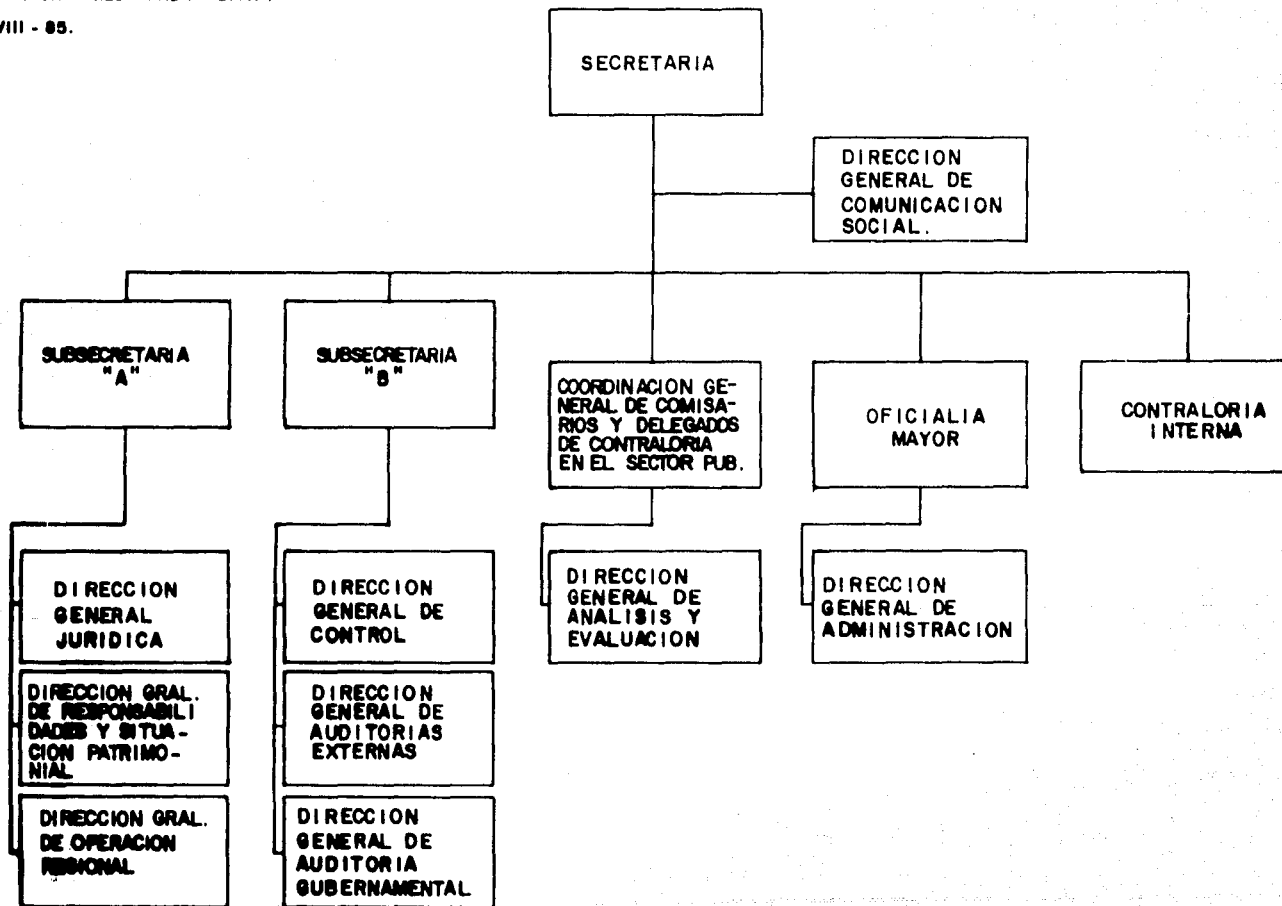 VIII - 85.
SECRETARIA
DIRECCION
GENERAL DE
COMUNICACION
SOCIAL.
SUBSECRETARIA
"A"
SUBSECRETARIA
"B"
COORDINACION GE-
NERAL DE COMISA-
RIOS Y DELEGADOS
DE CONTRALORIA
EN EL SECTOR PUB.
OFICIALIA
MAYOR
CONTRALORIA
INTERNA
DIRECCION
GENERAL
JURIDICA
DIRECCION
GENERAL DE
CONTROL
DIRECCION
GENERAL DE
ANALISIS Y
EVALUACION
DIRECCION
GENERAL DE
ADMINISTRACION
DIRECCION GRAL.
DE RESPONSABILI
DADES Y SITUA-
CION PATRIMO-
NIAL
DIRECCION
GENERAL DE
AUDITORIAS
EXTERNAS
DIRECCION GRAL.
DE OPERACION
REGIONAL
DIRECCION
GENERAL DE
AUDITORIA
GUBERNAMENTAL